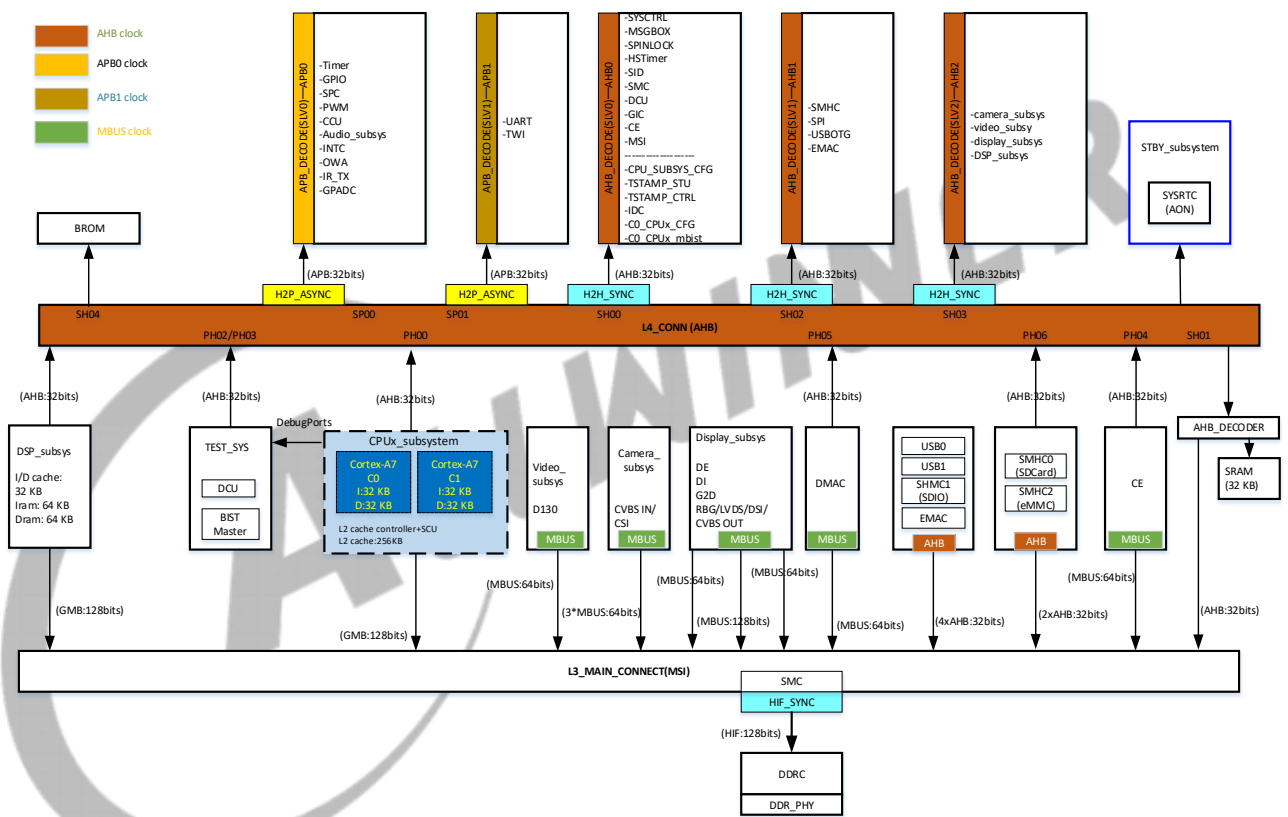 AHB clock
APB0 clock
APB1 clock
MBUS clock
APB_DECODE(SLV0)—APB0
-Timer
-GPIO
-SPC
-PWM
-CCU
-Audio_subsys
-INTC
-OWA
-IR_TX
-GPADC
APB_DECODE(SLV1)—APB1
-UART
-TWI
AHB_DECODE(SLV0)—AHB0
-SYSCTRL
-MSGBOX
-SPINLOCK
-HSTimer
-SID
-SMC
-DCU
-GIC
-CE
-MSI
--------------------
-CPU_SUBSYS_CFG
-TSTAMP_STU
-TSTAMP_CTRL
-IDC
-C0_CPUx_CFG
-C0_CPUx_mbist
AHB_DECODE(SLV1)—AHB1
-SMHC
-SPI
-USBOTG
-EMAC
AHB_DECODE(SLV2)—AHB2
-camera_subsys
-video_subsy
-display_subsys
-DSP_subsys
STBY_subsystem
SYSRTC
(AON)
BROM
(APB:32bits)
(APB:32bits)
(AHB:32bits)
(AHB:32bits)
(AHB:32bits)
H2P_ASYNC
H2P_ASYNC
H2H_SYNC
H2H_SYNC
H2H_SYNC
SH04
SP00
SP01
SH00
SH02
SH03
L4_CONN (AHB)
PH02/PH03
PH00
PH05
PH06
PH04
SH01
(AHB:32bits)
(AHB:32bits)
(AHB:32bits)
(AHB:32bits)
(AHB:32bits)
(AHB:32bits)
DebugPorts
DSP_subsys
I/D cache:
32 KB
Iram: 64 KB
Dram: 64 KB
TEST_SYS
DCU
BIST
Master
CPUx_subsystem
Cortex-A7
C0
I:32 KB
D:32 KB
Cortex-A7
C1
I:32 KB
D:32 KB
L2 cache controller+SCU
L2 cache:256KB
Video_
subsys
D130
MBUS
Camera_
subsys
CVBS IN/
CSI
MBUS
Display_subsys
DE
DI
G2D
RBG/LVDS/DSI/
CVBS OUT
MBUS
DMAC
MBUS
USB0
USB1
SHMC1
(SDIO)
EMAC
AHB
SMHC0
(SDCard)
SMHC2
(eMMC)
AHB
CE
MBUS
AHB_DECODER
SRAM
(32 KB)
(GMB:128bits)
(GMB:128bits)
(MBUS:64bits)
(3*MBUS:64bits)
(MBUS:64bits)
(MBUS:128bits)
(MBUS:64bits)
(MBUS:64bits)
(4xAHB:32bits)
(2xAHB:32bits)
(MBUS:64bits)
(AHB:32bits)
L3_MAIN_CONNECT(MSI)
SMC
HIF_SYNC
(HIF:128bits)
DDRC
DDR_PHY
ALLWINNER